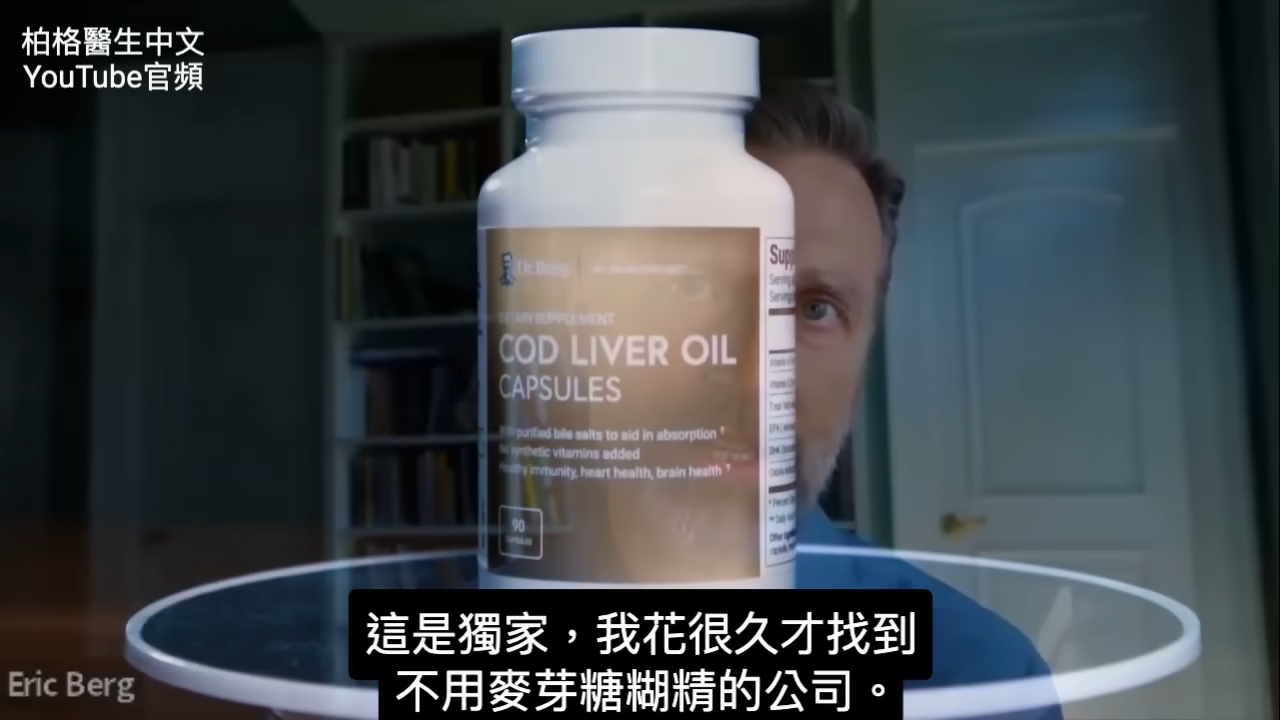 柏格醫生中文
YouTube官頻
Dr. Berg
DIETARY SUPPLEMENT
COD LIVER OIL
CAPSULES
purified bile salts to aid in absorption †
synthetic vitamins added
Healthy immunity, heart health, brain health †
90
CAPSULES
Supp
Serving
Serving
這是獨家，我花很久才找到
不用麥芽糖糊精的公司。
Eric Berg